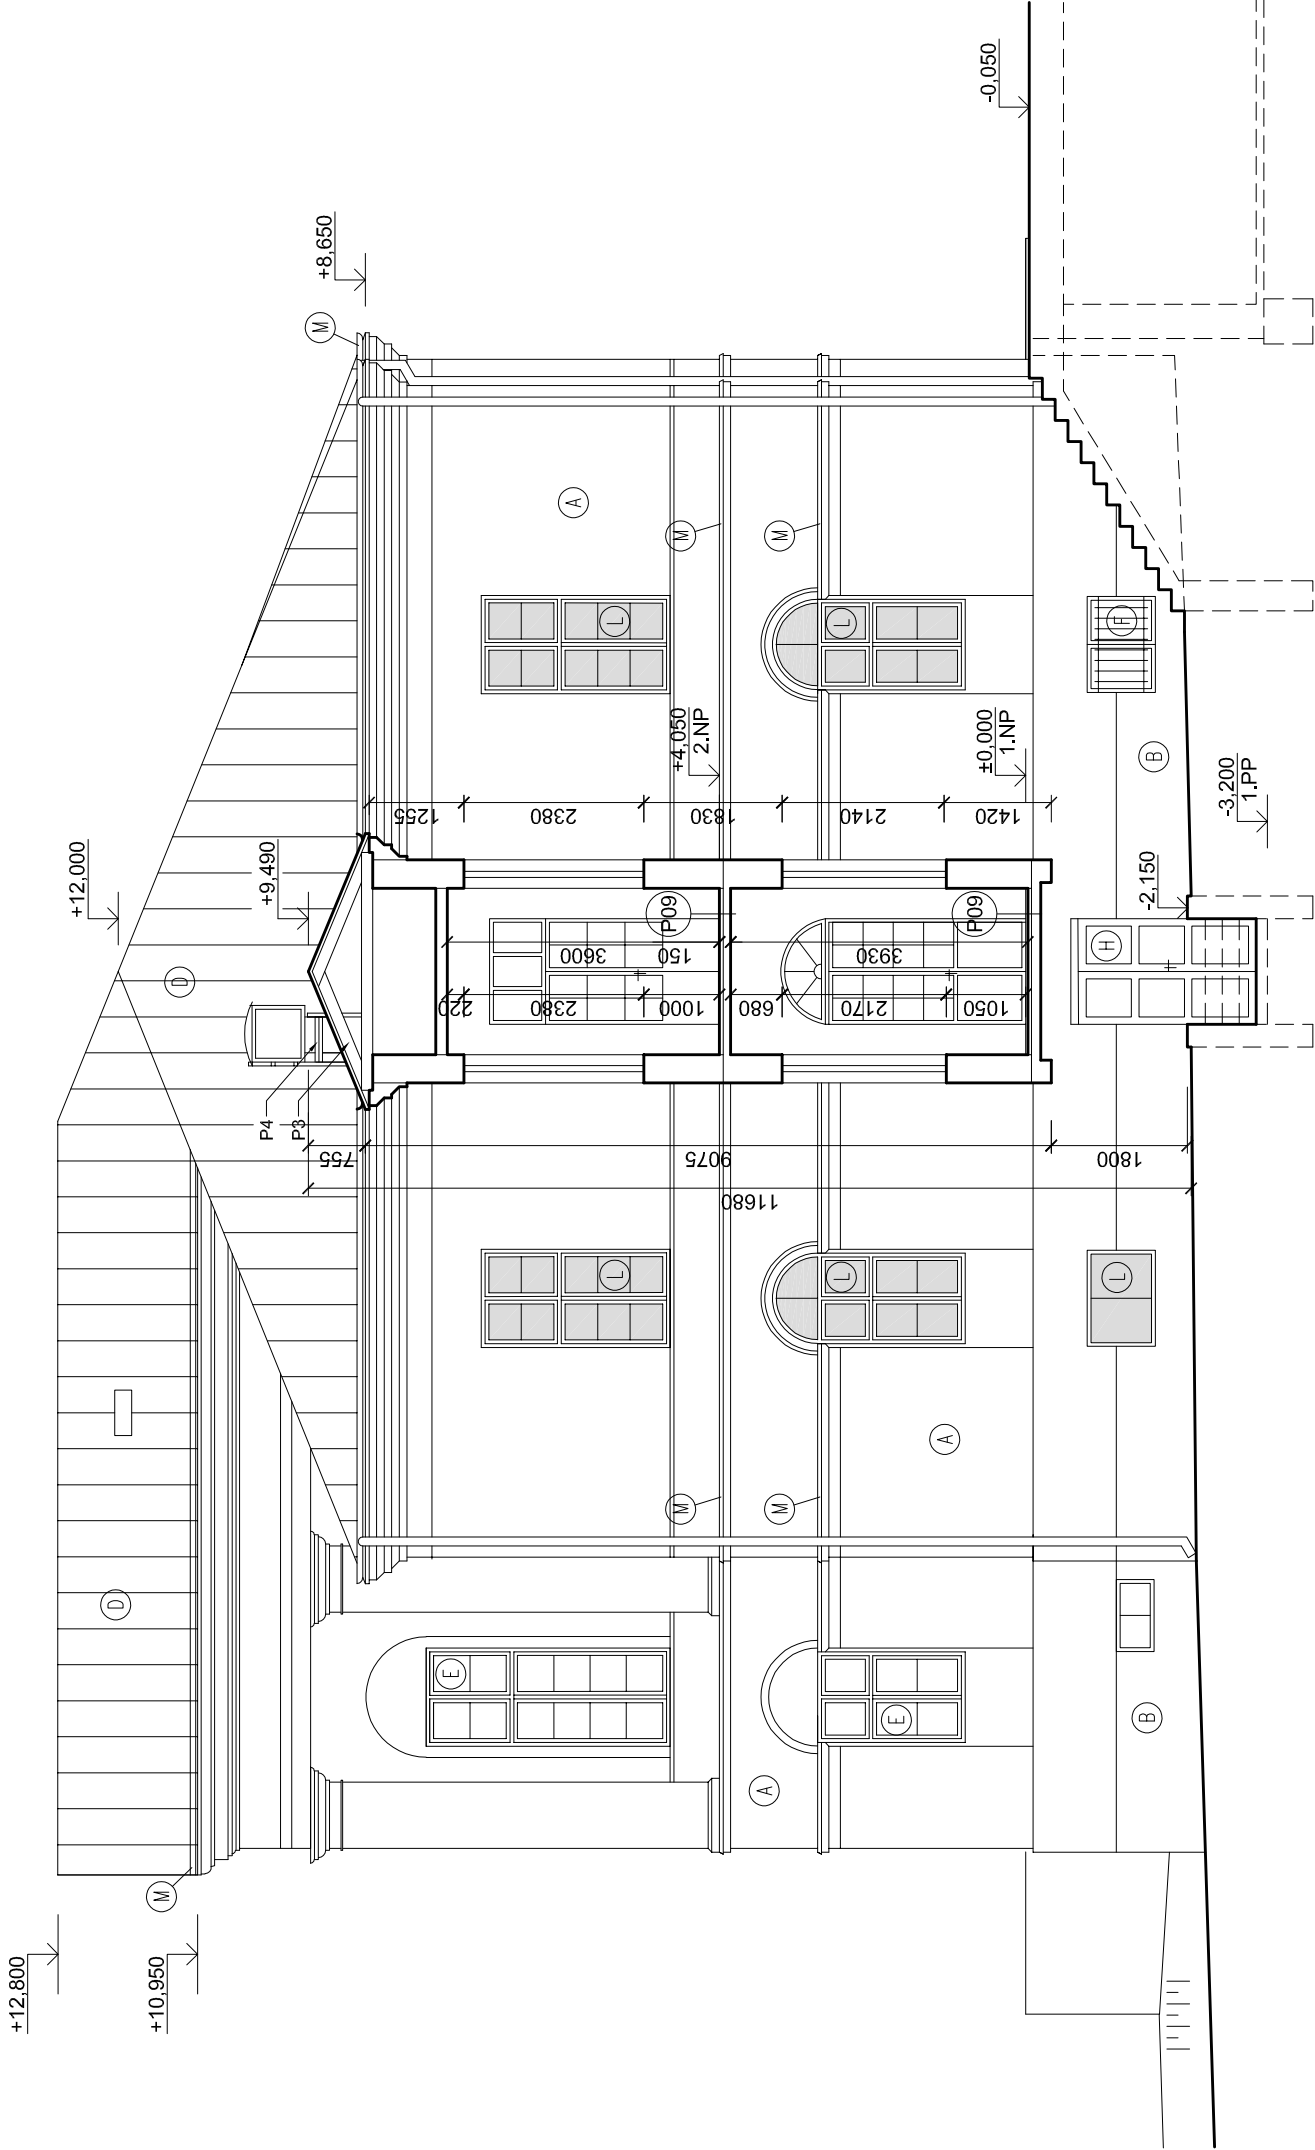 +12,800
+10,950
+12,000
+9,490
+8,650
-0,050
+4,050
2.NP
±0,000
1.NP
-2,150
-3,200
1.PP
M
D
D
P4
P3
M
A
M
M
L
L
F
B
1255
2380
1830
2140
1420
P09
P09
3600
150
3930
220
2380
1000
680
2170
1050
H
755
9075
1800
11680
L
L
L
A
M
M
E
E
A
B